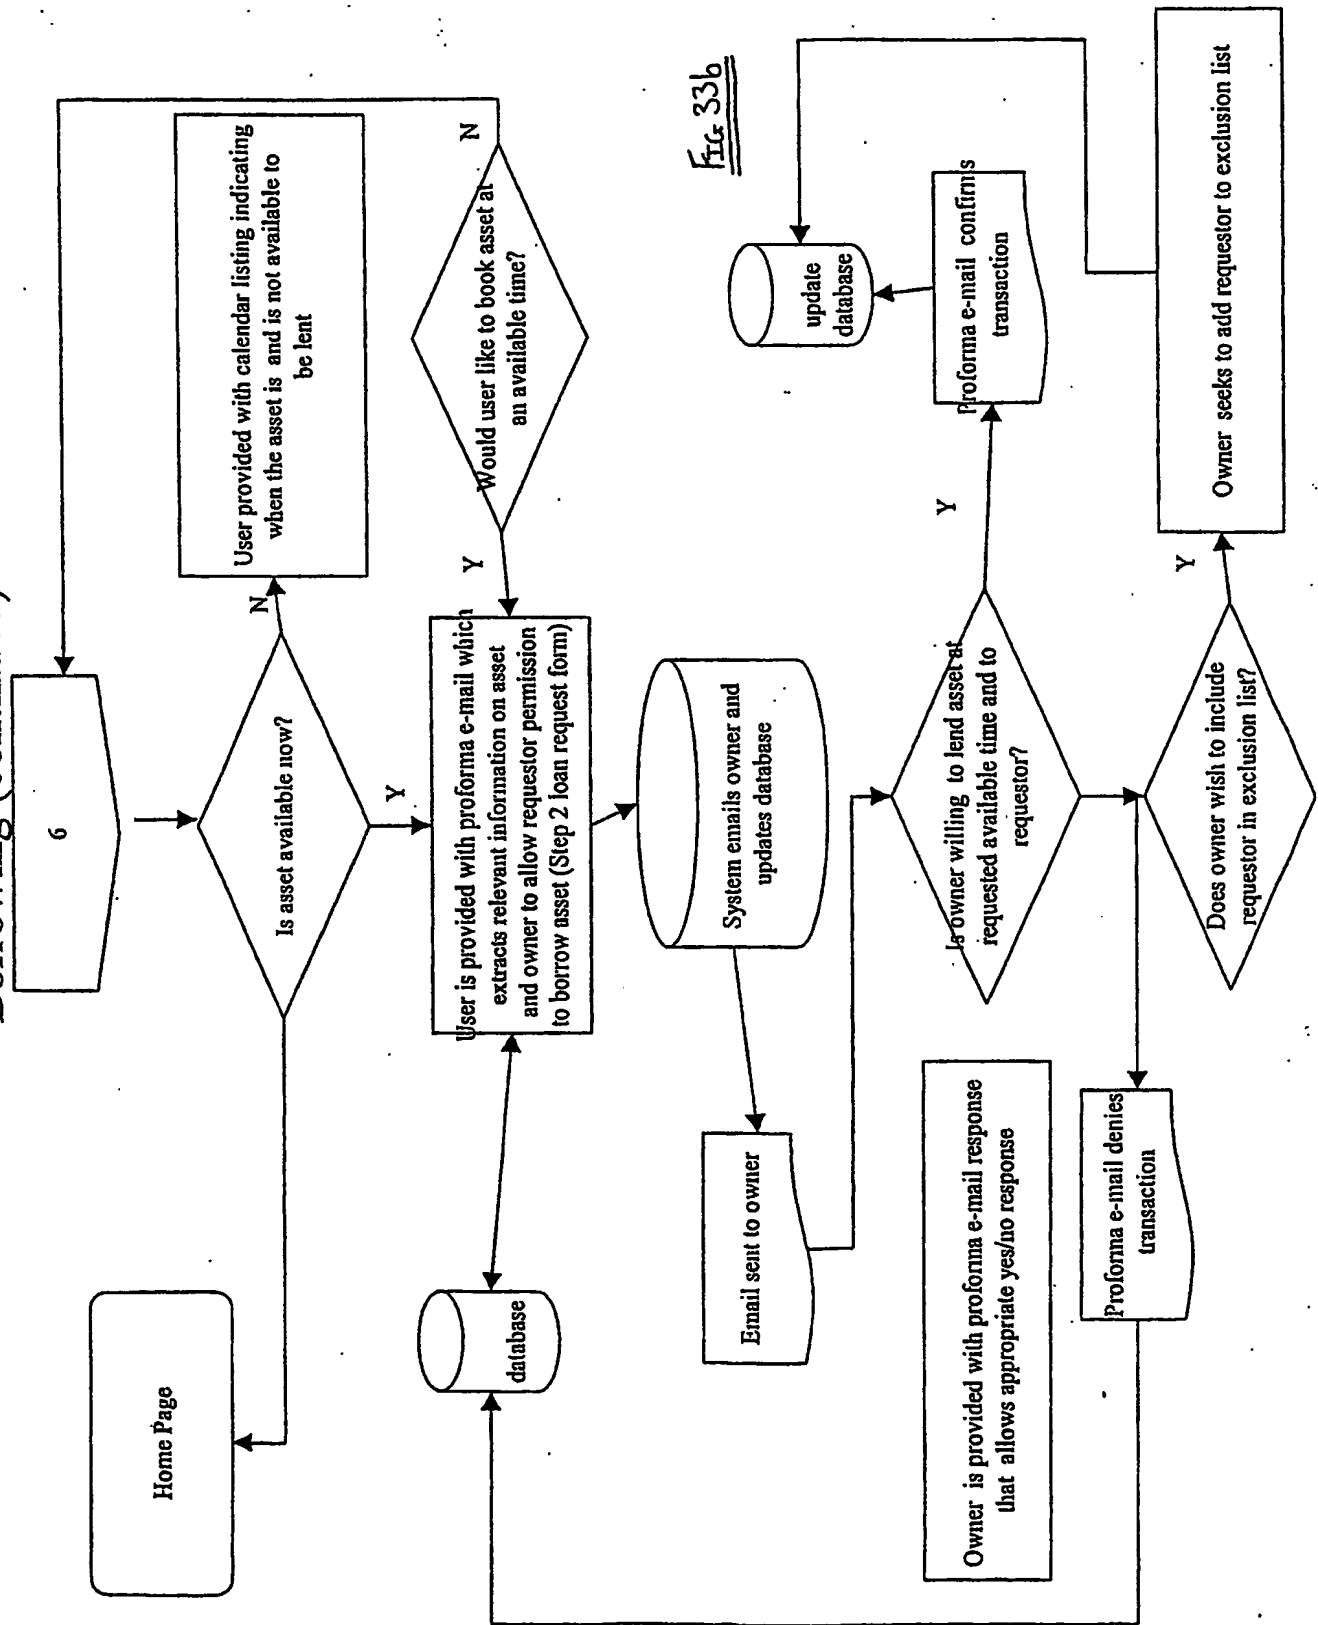 Borrowing (continued)
6
Is asset available now?
N
Y
Home Page
User provided with calendar listing indicating
when the asset is and is not available to
be lent
Would user like to book asset at
an available time?
N
Y
User is provided with proforma e-mail which
extracts relevant information on asset
and owner to allow requestor permission
to borrow asset (Step 2 loan request form)
database
System emails owner and
updates database
Email sent to owner
Is owner willing to lend asset at
requested available time and to
requestor?
Y
Proforma e-mail confirms
transaction
update
database
FIG 33b
Owner is provided with proforma e-mail response
that allows appropriate yes/no response
Proforma e-mail denies
transaction
Does owner wish to include
requestor in exclusion list?
Y
Owner seeks to add requestor to exclusion list